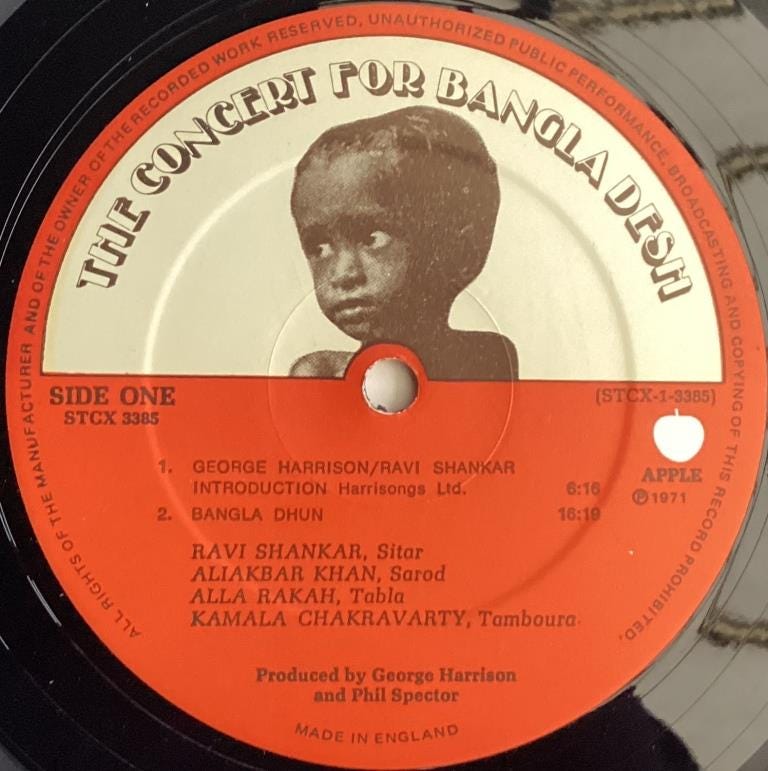 ALL RIGHTS OF THE MANUFACTURER AND OF THE OWNER OF THE RECORDED WORK RESERVED, UNAUTHORIZED PUBLIC PERFORMANCE, BROADCASTING AND COPYING OF THIS RECORD PROHIBITED.
THE CONCERT FOR BANGLA DESH
SIDE ONE
STCX 3385
(STCX-1-3385)
APPLE
℗ 1971
1. GEORGE HARRISON/RAVI SHANKAR
INTRODUCTION Harrisongs Ltd. 6:16
2. BANGLA DHUN 16:19
RAVI SHANKAR, Sitar
ALIAKBAR KHAN, Sarod
ALLA RAKAH, Tabla
KAMALA CHAKRAVARTY, Tamboura
Produced by George Harrison
and Phil Spector
MADE IN ENGLAND